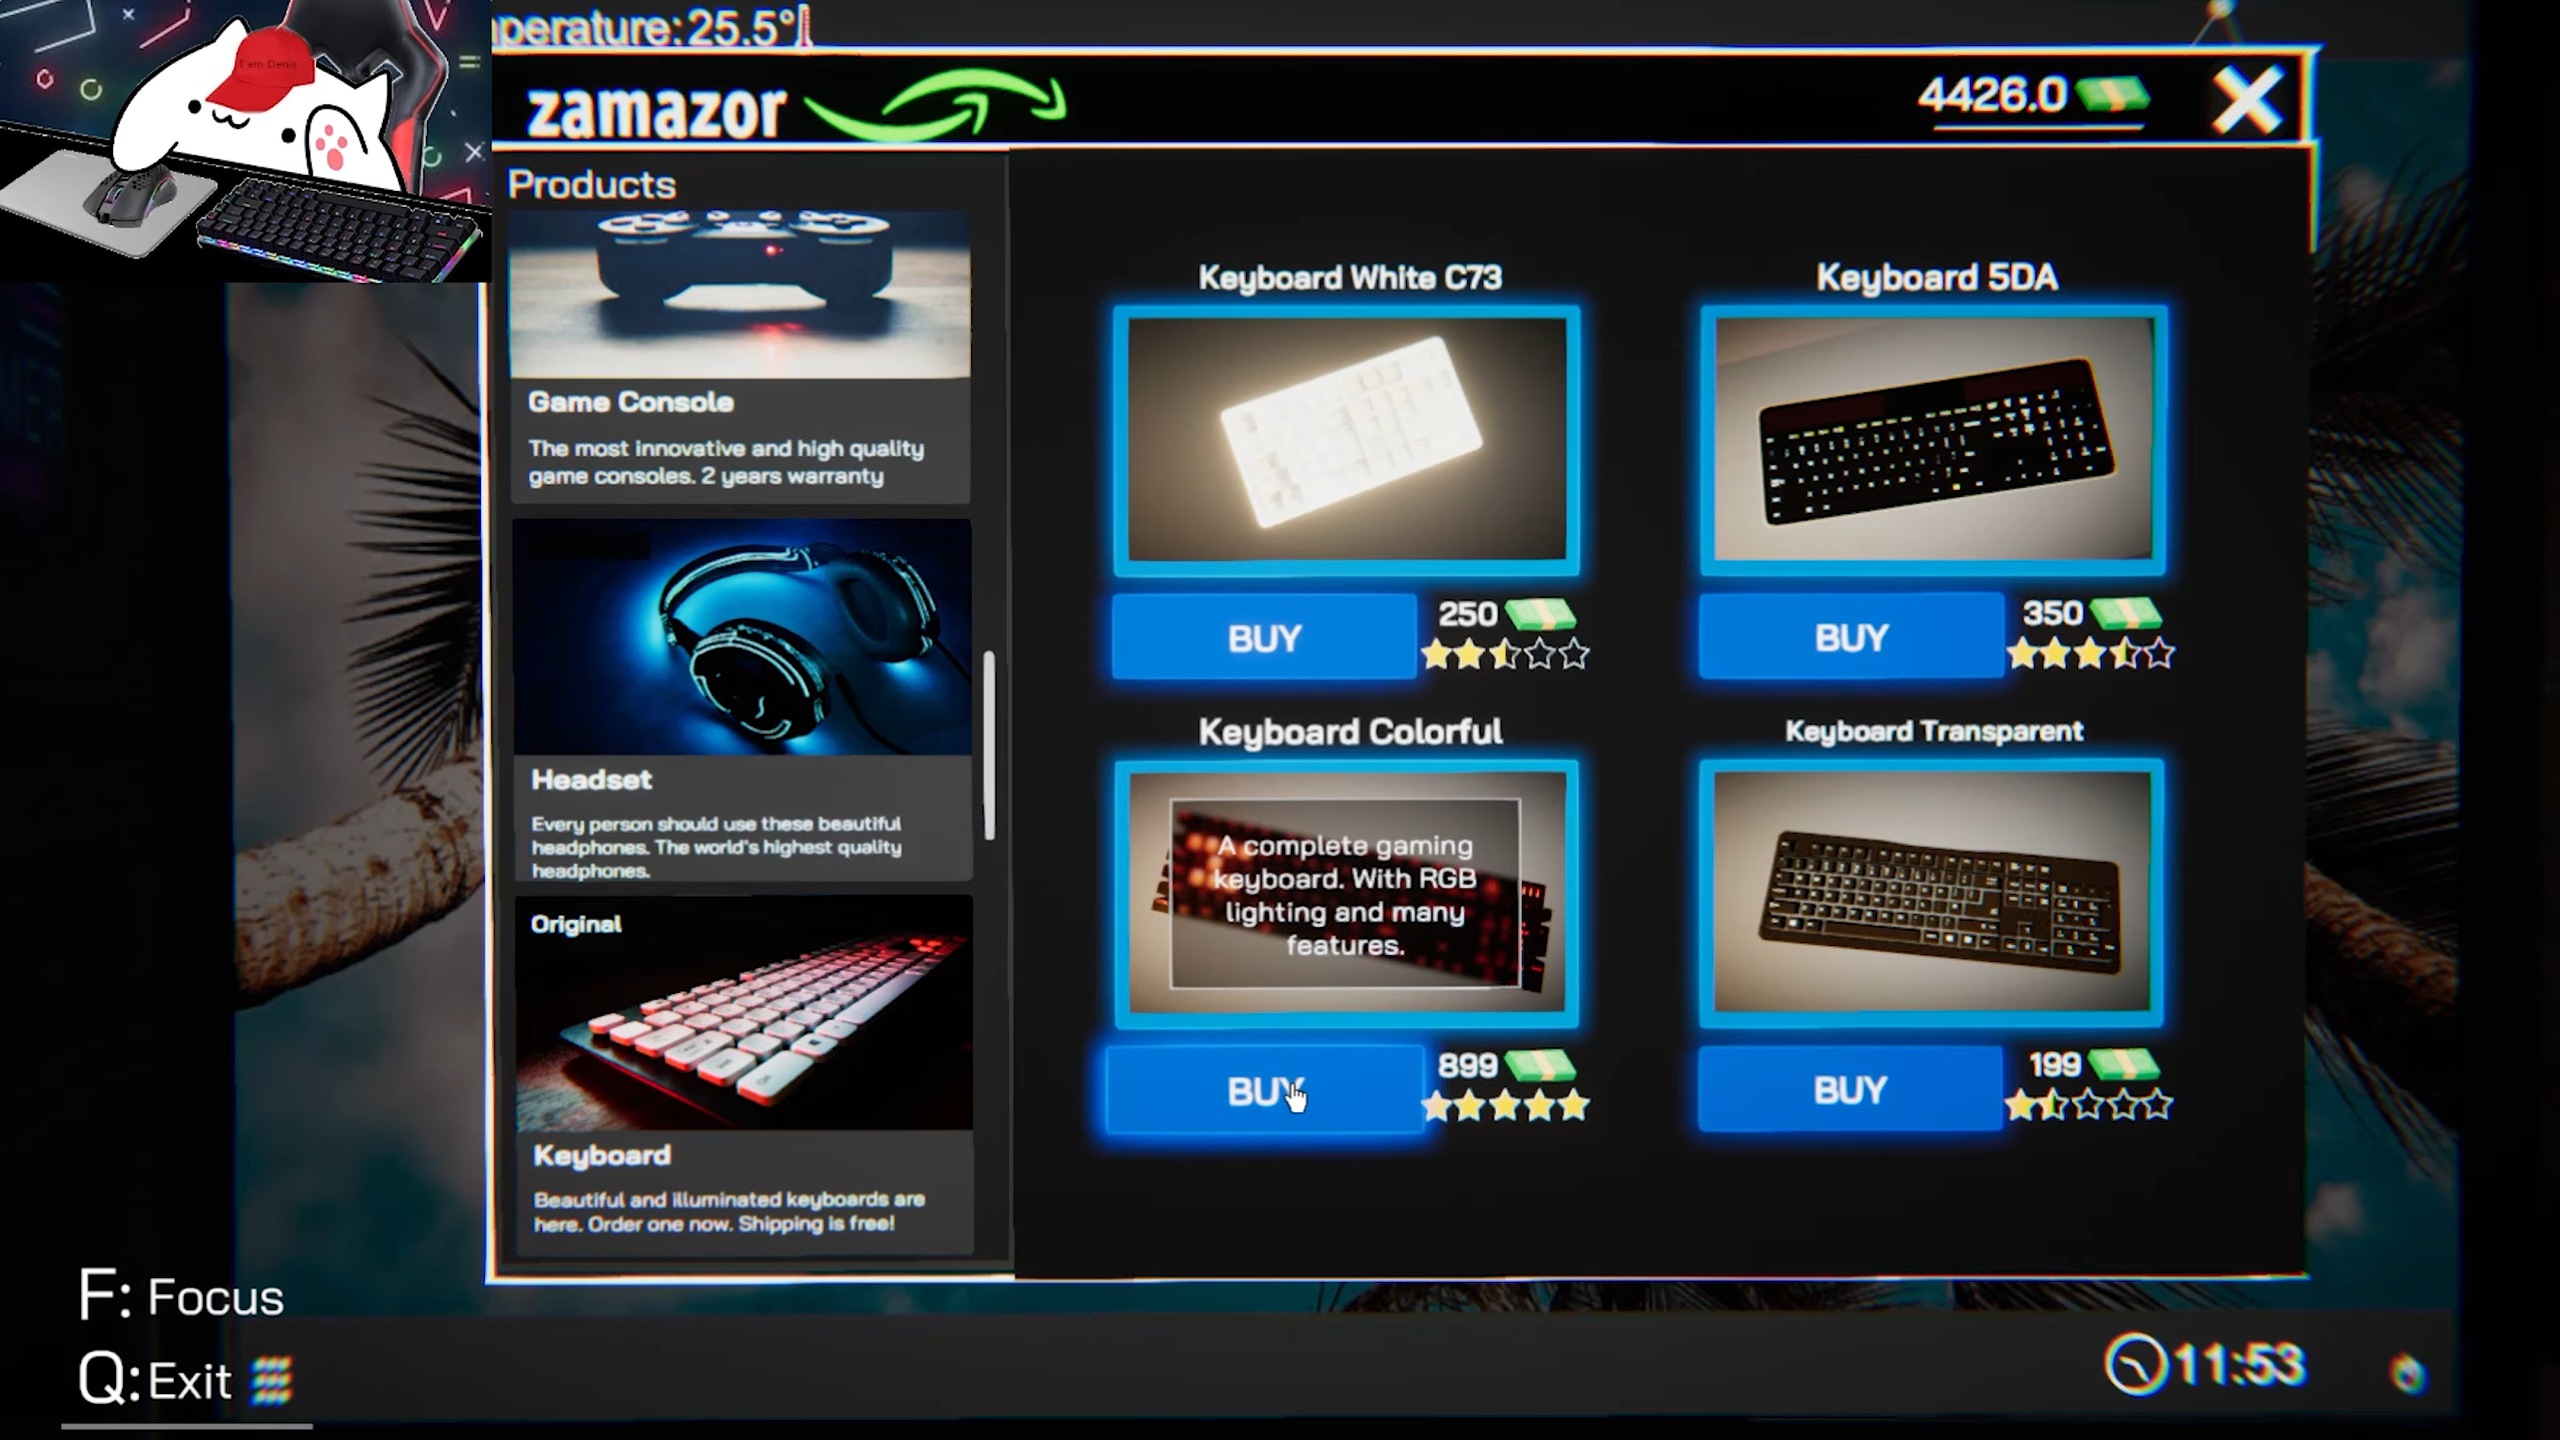 I am Denis
perature: 25.5°
zamazor
4426.0
Products
Game Console
The most innovative and high quality
game consoles. 2 years warranty
Headset
Every person should use these beautiful
headphones. The world's highest quality
headphones.
Original
Keyboard
Beautiful and illuminated keyboards are
here. Order one now. Shipping is free!
Keyboard White C73
BUY
250
Keyboard 5DA
BUY
350
Keyboard Colorful
A complete gaming
keyboard. With RGB
lighting and many
features.
BUY
899
Keyboard Transparent
BUY
199
F: Focus
Q: Exit
11:53